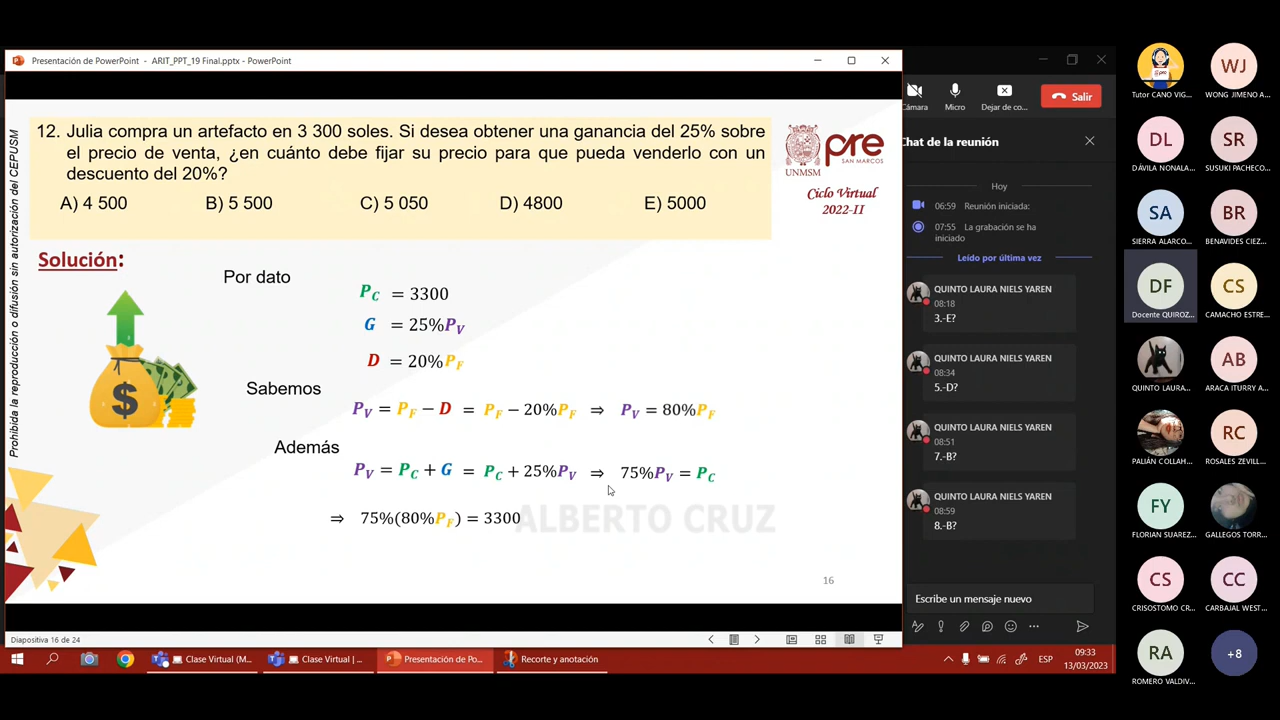 Presentación de PowerPoint - ARIT_PPT_19 Final.pptx - PowerPoint
12. Julia compra un artefacto en 3 300 soles. Si desea obtener una ganancia del 25% sobre
el precio de venta, ¿en cuánto debe fijar su precio para que pueda venderlo con un
descuento del 20%?
A) 4 500 B) 5 500 C) 5 050 D) 4800 E) 5000
UNMSM
pre
SAN MARCOS
Ciclo Virtual
2022-II
Prohibida la reproducción o difusión sin autorización del CEPUSM
Solución:
Por dato
P_C = 3300
G = 25%P_V
D = 20%P_F
Sabemos
P_V = P_F − D = P_F − 20%P_F ⇒ P_V = 80%P_F
Además
P_V = P_C + G = P_C + 25%P_V ⇒ 75%P_V = P_C
⇒ 75%(80%P_F) = 3300
ALBERTO CRUZ
16
Diapositiva 16 de 24
Cámara Micro Dejar de co... Salir
Chat de la reunión
Hoy
06:59 Reunión iniciada:
07:55 La grabación se ha
iniciado
Leído por última vez
QUINTO LAURA NIELS YAREN
08:18
3.-E?
QUINTO LAURA NIELS YAREN
08:34
5.-D?
QUINTO LAURA NIELS YAREN
08:51
7.-B?
QUINTO LAURA NIELS YAREN
08:59
8.-B?
Escribe un mensaje nuevo
WJ
Tutor CANO VIG... WONG JIMENO A...
DL SR
DÁVILA NONALA... SUSUKI PACHECO...
SA BR
SIERRA ALARCO... BENAVIDES CIEZ...
DF CS
Docente QUIROZ... CAMACHO ESTRE...
AB
QUINTO LAURA... ARACA ITURRY A...
RC
PALIÁN COLLAH... ROSALES ZEVILL...
FY
FLORIAN SUAREZ... GALLEGOS TORR...
CS CC
CRISOSTOMO CR... CARBAJAL WEST...
RA +8
ROMERO VALDIV...
Clase Virtual (M... Clase Virtual | ... Presentación de Po... Recorte y anotación
ESP
09:33
13/03/2023